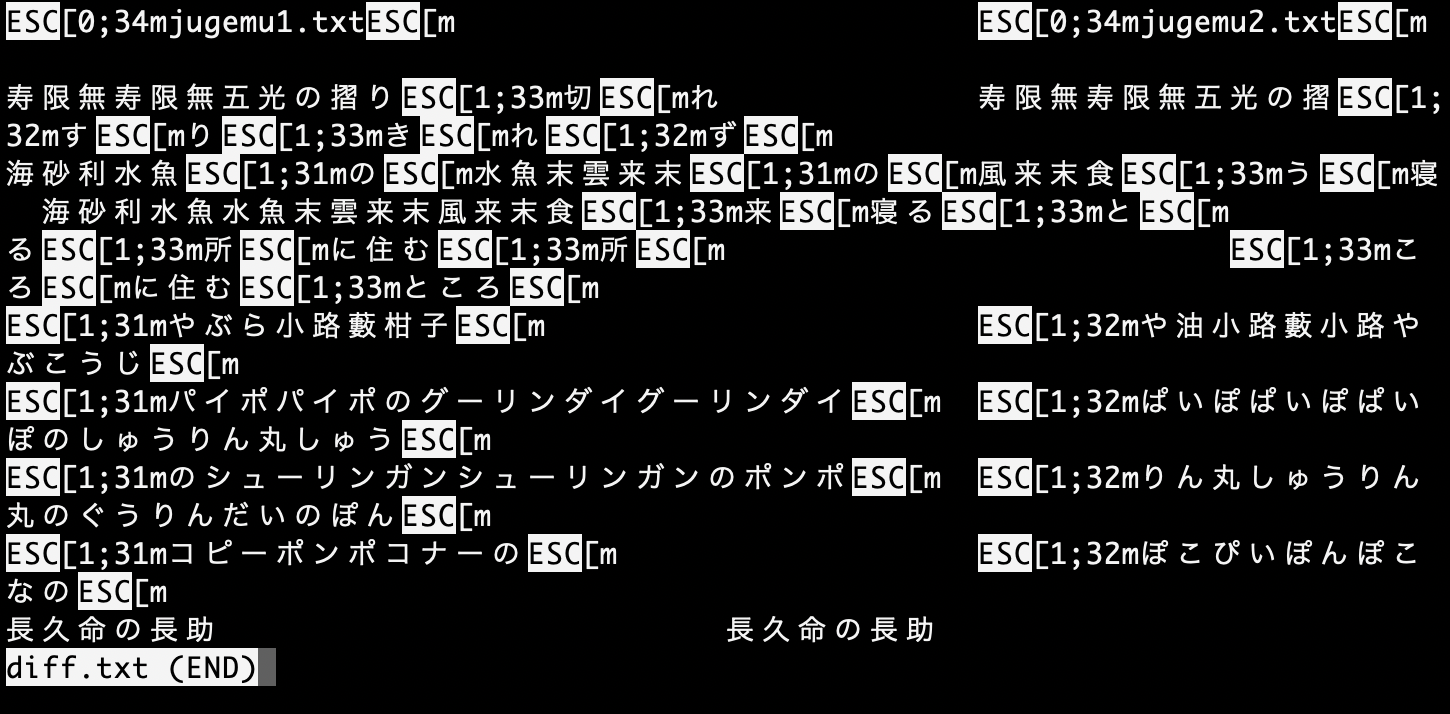 ESC[0;34mjugemu1.txtESC[m ESC[0;34mjugemu2.txtESC[m
寿限無寿限無五光の摺りESC[1;33m切ESC[mれ 寿限無寿限無五光の摺ESC[1;
32mすESC[mりESC[1;33mきESC[mれESC[1;32mずESC[m
海砂利水魚ESC[1;31mのESC[m水魚末雲来末ESC[1;31mのESC[m風来末食ESC[1;33mうESC[m寝
海砂利水魚水魚末雲来末風来末食ESC[1;33m来ESC[m寝るESC[1;33mとESC[m
るESC[1;33m所ESC[mに住むESC[1;33m所ESC[m ESC[1;33mこ
ろESC[mに住むESC[1;33mところESC[m
ESC[1;31mやぶら小路藪柑子ESC[m ESC[1;32mや油小路藪小路や
ぶこうじESC[m
ESC[1;31mパイポパイポのグーリンダイグーリンダイESC[m ESC[1;32mぱいぽぱいぽぱい
ぽのしゅうりん丸しゅうESC[m
ESC[1;31mのシューリンガンシューリンガンのポンポESC[m ESC[1;32mりん丸しゅうりん
丸のぐうりんだいのぽんESC[m
ESC[1;31mコピーポンポコナーのESC[m ESC[1;32mぽこぴいぽんぽこ
なのESC[m
長久命の長助 長久命の長助
diff.txt (END)